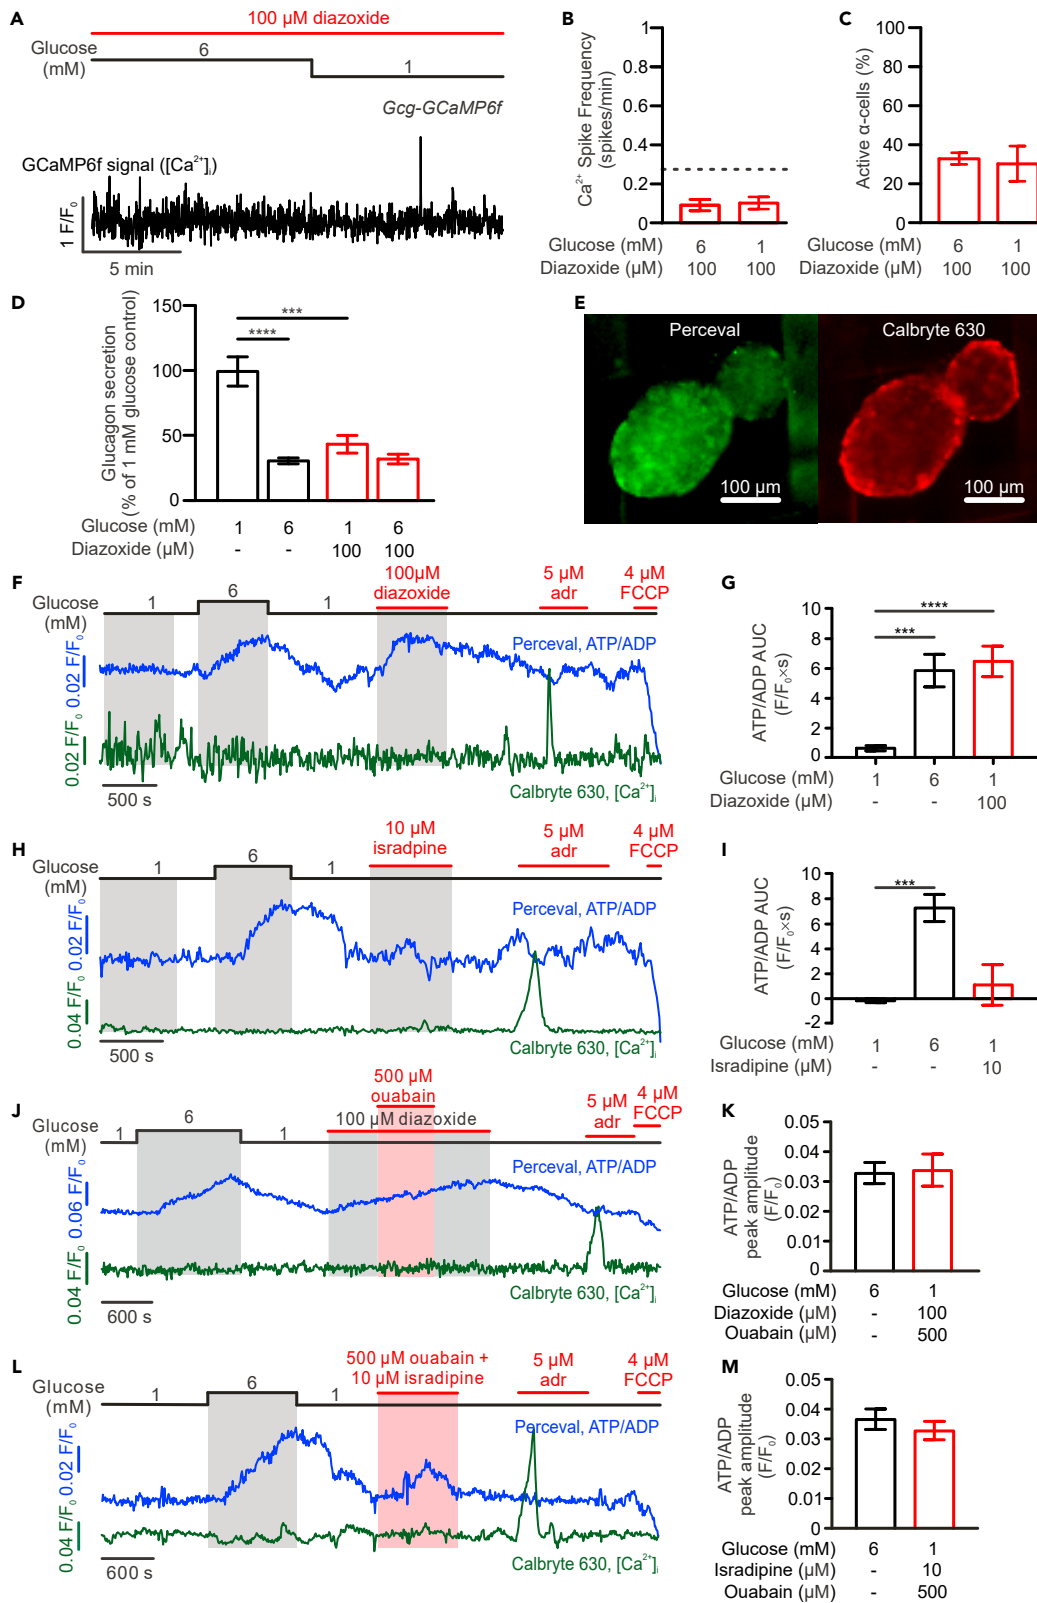 A
100 µM diazoxide
Glucose
(mM)
6
1
Gcg-GCaMP6f
GCaMP6f signal ([Ca²⁺]ᵢ)
1 F/F₀
5 min
B
Ca²⁺ Spike Frequency
(spikes/min)
1
0.8
0.6
0.4
0.2
0
Glucose (mM) 6 1
Diazoxide (µM) 100 100
C
Active α-cells (%)
100
80
60
40
20
0
Glucose (mM) 6 1
Diazoxide (µM) 100 100
D
Glucagon secretion
(% of 1 mM glucose control)
150
100
50
0
***
****
Glucose (mM) 1 6 1 6
Diazoxide (µM) - - 100 100
E
Perceval
100 µm
Calbryte 630
100 µm
F
Glucose
(mM)
1
6
1
100µM
diazoxide
5 µM
adr
4 µM
FCCP
0.02 F/F₀
Perceval, ATP/ADP
0.02 F/F₀
Calbryte 630, [Ca²⁺]ᵢ
500 s
G
ATP/ADP AUC
(F/F₀×s)
10
8
6
4
2
0
****
***
Glucose (mM) 1 6 1
Diazoxide (µM) - - 100
H
Glucose
(mM)
1
6
1
10 µM
isradpine
5 µM
adr
4 µM
FCCP
0.02 F/F₀
Perceval, ATP/ADP
0.04 F/F₀
Calbryte 630, [Ca²⁺]ᵢ
500 s
I
ATP/ADP AUC
(F/F₀×s)
10
8
6
4
2
0
-2
***
Glucose (mM) 1 6 1
Isradipine (µM) - - 10
J
Glucose
(mM)
1
6
1
500 µM
ouabain
100 µM diazoxide
5 µM
adr
4 µM
FCCP
0.06 F/F₀
Perceval, ATP/ADP
0.04 F/F₀
Calbryte 630, [Ca²⁺]ᵢ
600 s
K
ATP/ADP
peak amplitude
(F/F₀)
0.05
0.04
0.03
0.02
0.01
0
Glucose (mM) 6 1
Diazoxide (µM) - 100
Ouabain (µM) - 500
L
Glucose
(mM)
1
6
1
500 µM ouabain +
10 µM isradipine
5 µM
adr
4 µM
FCCP
0.02 F/F₀
Perceval, ATP/ADP
0.04 F/F₀
Calbryte 630, [Ca²⁺]ᵢ
600 s
M
ATP/ADP
peak amplitude
(F/F₀)
0.05
0.04
0.03
0.02
0.01
0
Glucose (mM) 6 1
Isradipine (µM) - 10
Ouabain (µM) - 500